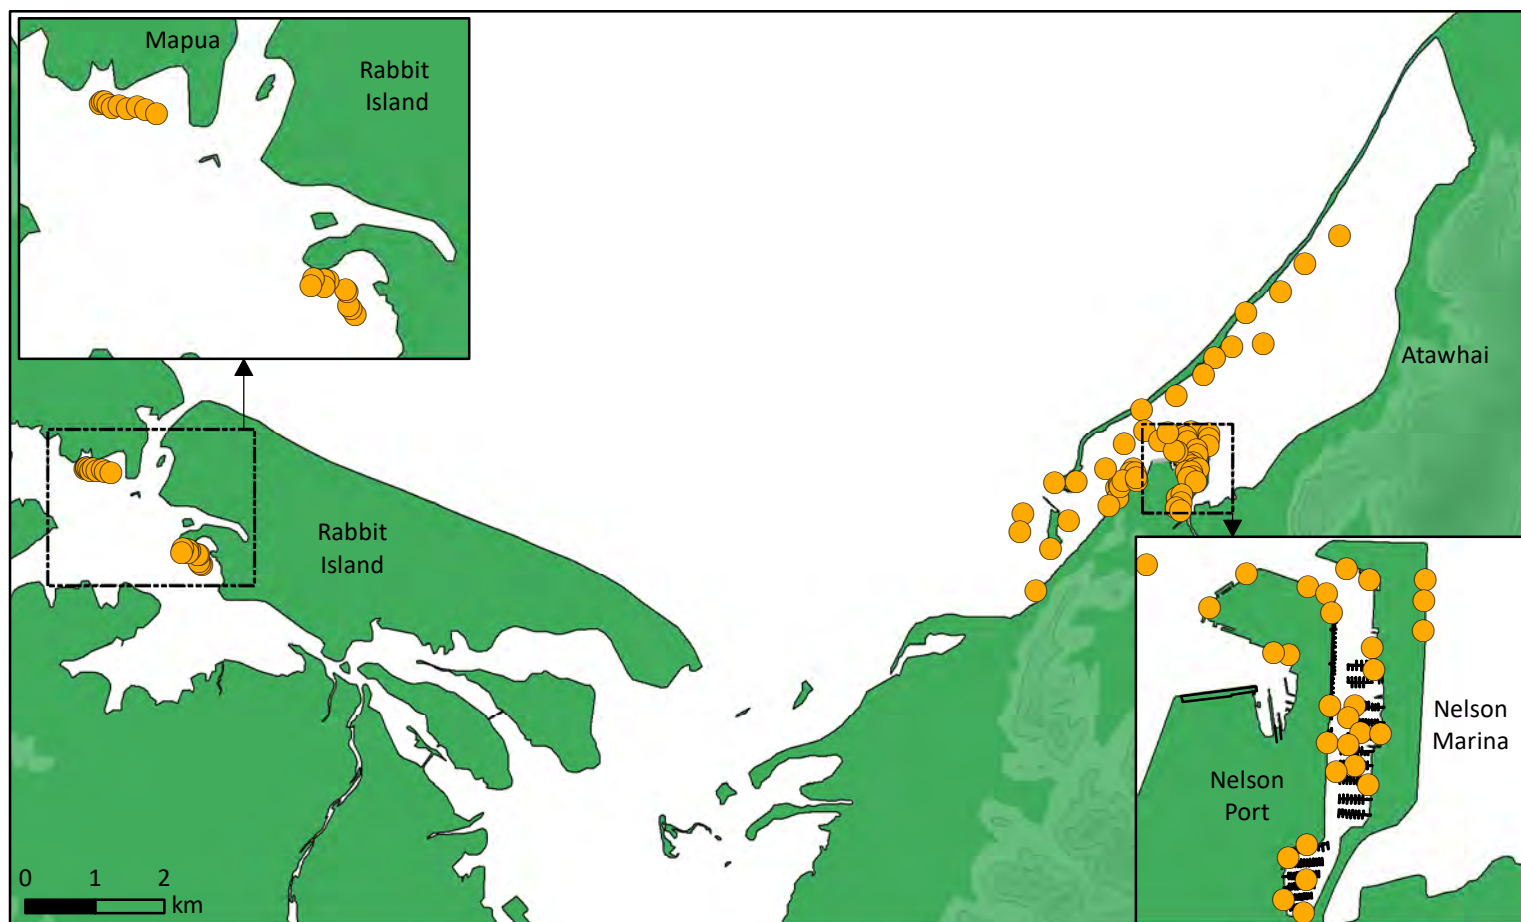 Mapua
Rabbit
Island
Atawhai
Rabbit
Island
Nelson
Marina
Nelson
Port
0 1 2
km